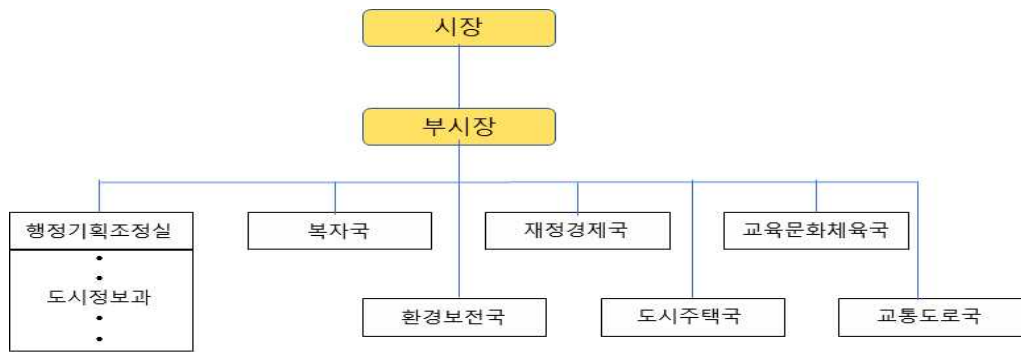 시장
부시장
행정기획조정실
복자국
재정경제국
교육문화체육국
도시정보과
환경보전국
도시주택국
교통도로국